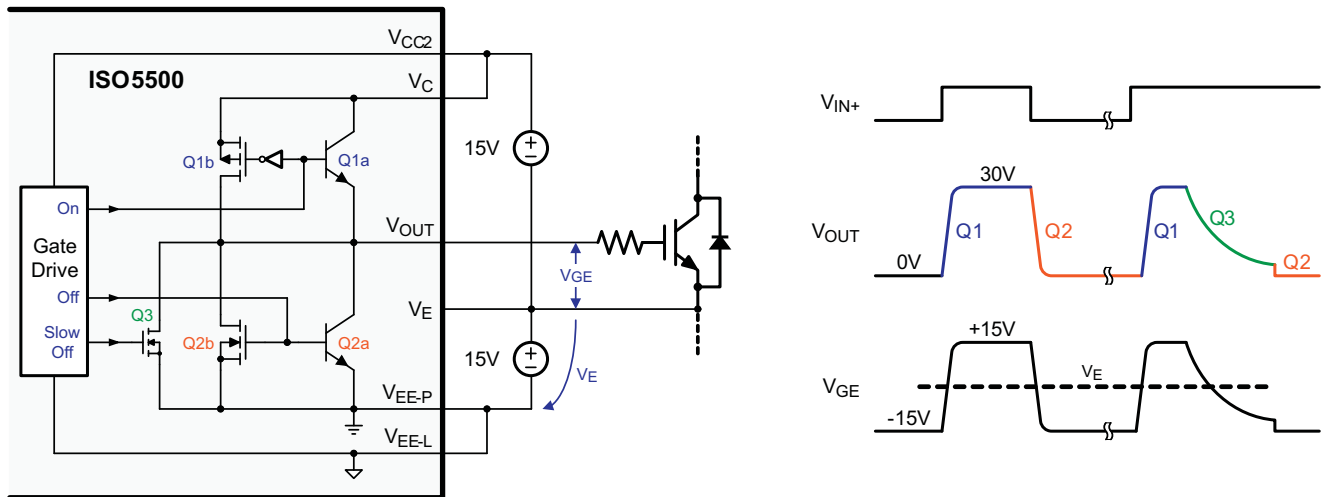 ISO5500
VCC2
VC
Q1b
Q1a
15V
On
Gate
Drive
Off
Slow
Off
VOUT
VGE
VE
Q3
Q2b
Q2a
15V
VE
VEE-P
VEE-L
VIN+
VOUT
30V
0V
Q1
Q2
Q1
Q3
Q2
VGE
+15V
-15V
VE